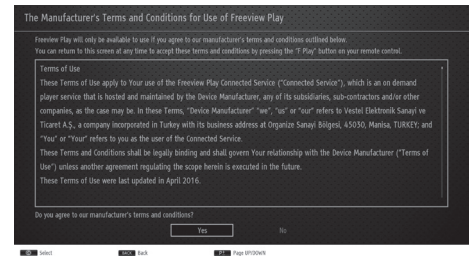 The Manufacturer's Terms and Conditions for Use of Freeview Play
Freeview Play will only be available to use if you agree to our manufacturer's terms and conditions outlined below.
You can return to this screen at any time to accept these terms and conditions by pressing the "F Play" button on your remote control.
Terms of Use
These Terms of Use apply to Your use of the Freeview Play Connected Service ("Connected Service"), which is an on demand
player service that is hosted and maintained by the Device Manufacturer, any of its subsidiaries, sub-contractors and/or other
companies, as the case may be. In these Terms, "Device Manufacturer" "we", "us" or "our" refers to Vestel Elektronik Sanayi ve
Ticaret A.Ş., a company incorporated in Turkey with its business address at Organize Sanayi Bölgesi, 45030, Manisa, TURKEY; and
"You" or "Your" refers to you as the user of the Connected Service.
These Terms and Conditions shall be legally binding and shall govern Your relationship with the Device Manufacturer ("Terms of
Use") unless another agreement regulating the scope herein is executed in the future.
These Terms of Use were last updated in April 2016.
Do you agree to our manufacturer's terms and conditions?
Yes No
Select BACK Back Page UP/DOWN